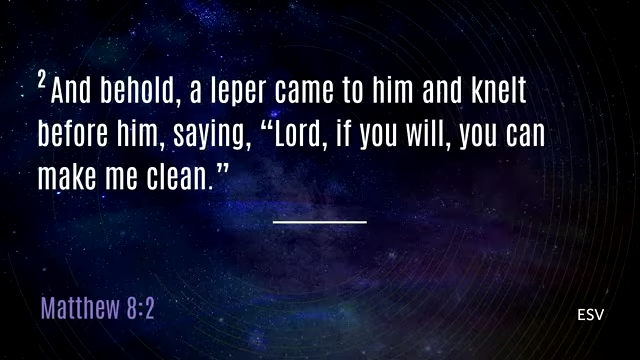 2 And behold, a leper came to him and knelt
before him, saying, “Lord, if you will, you can
make me clean.”
Matthew 8:2
ESV